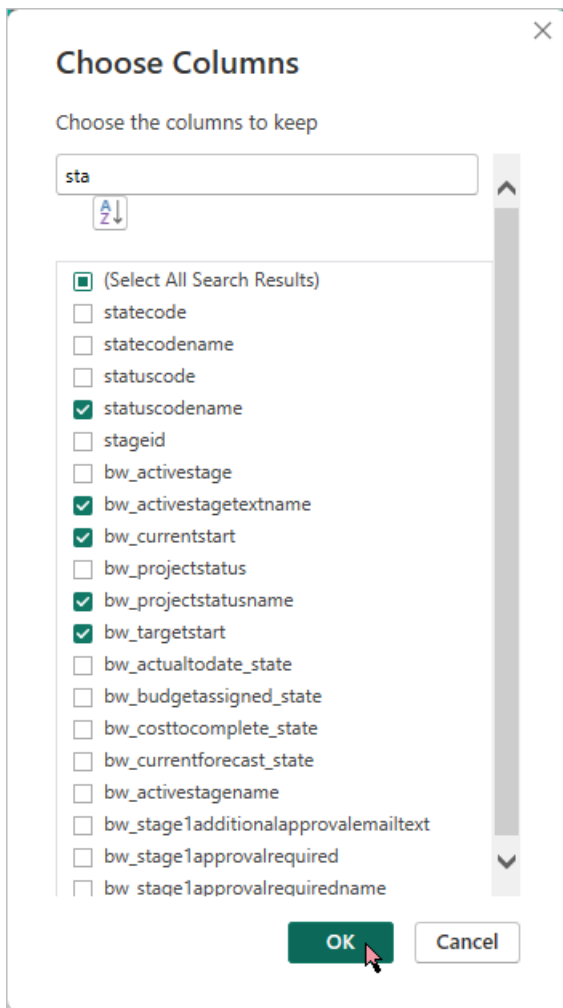 Choose Columns
Choose the columns to keep
sta
AZ
(Select All Search Results)
statecode
statecodename
statuscode
statuscodename
stageid
bw_activestage
bw_activestagetextname
bw_currentstart
bw_projectstatus
bw_projectstatusname
bw_targetstart
bw_actualtodate_state
bw_budgetassigned_state
bw_costtocomplete_state
bw_currentforecast_state
bw_activestagename
bw_stage1additionalapprovalemailtext
bw_stage1approvalrequired
bw_stage1approvalrequiredname
OK Cancel